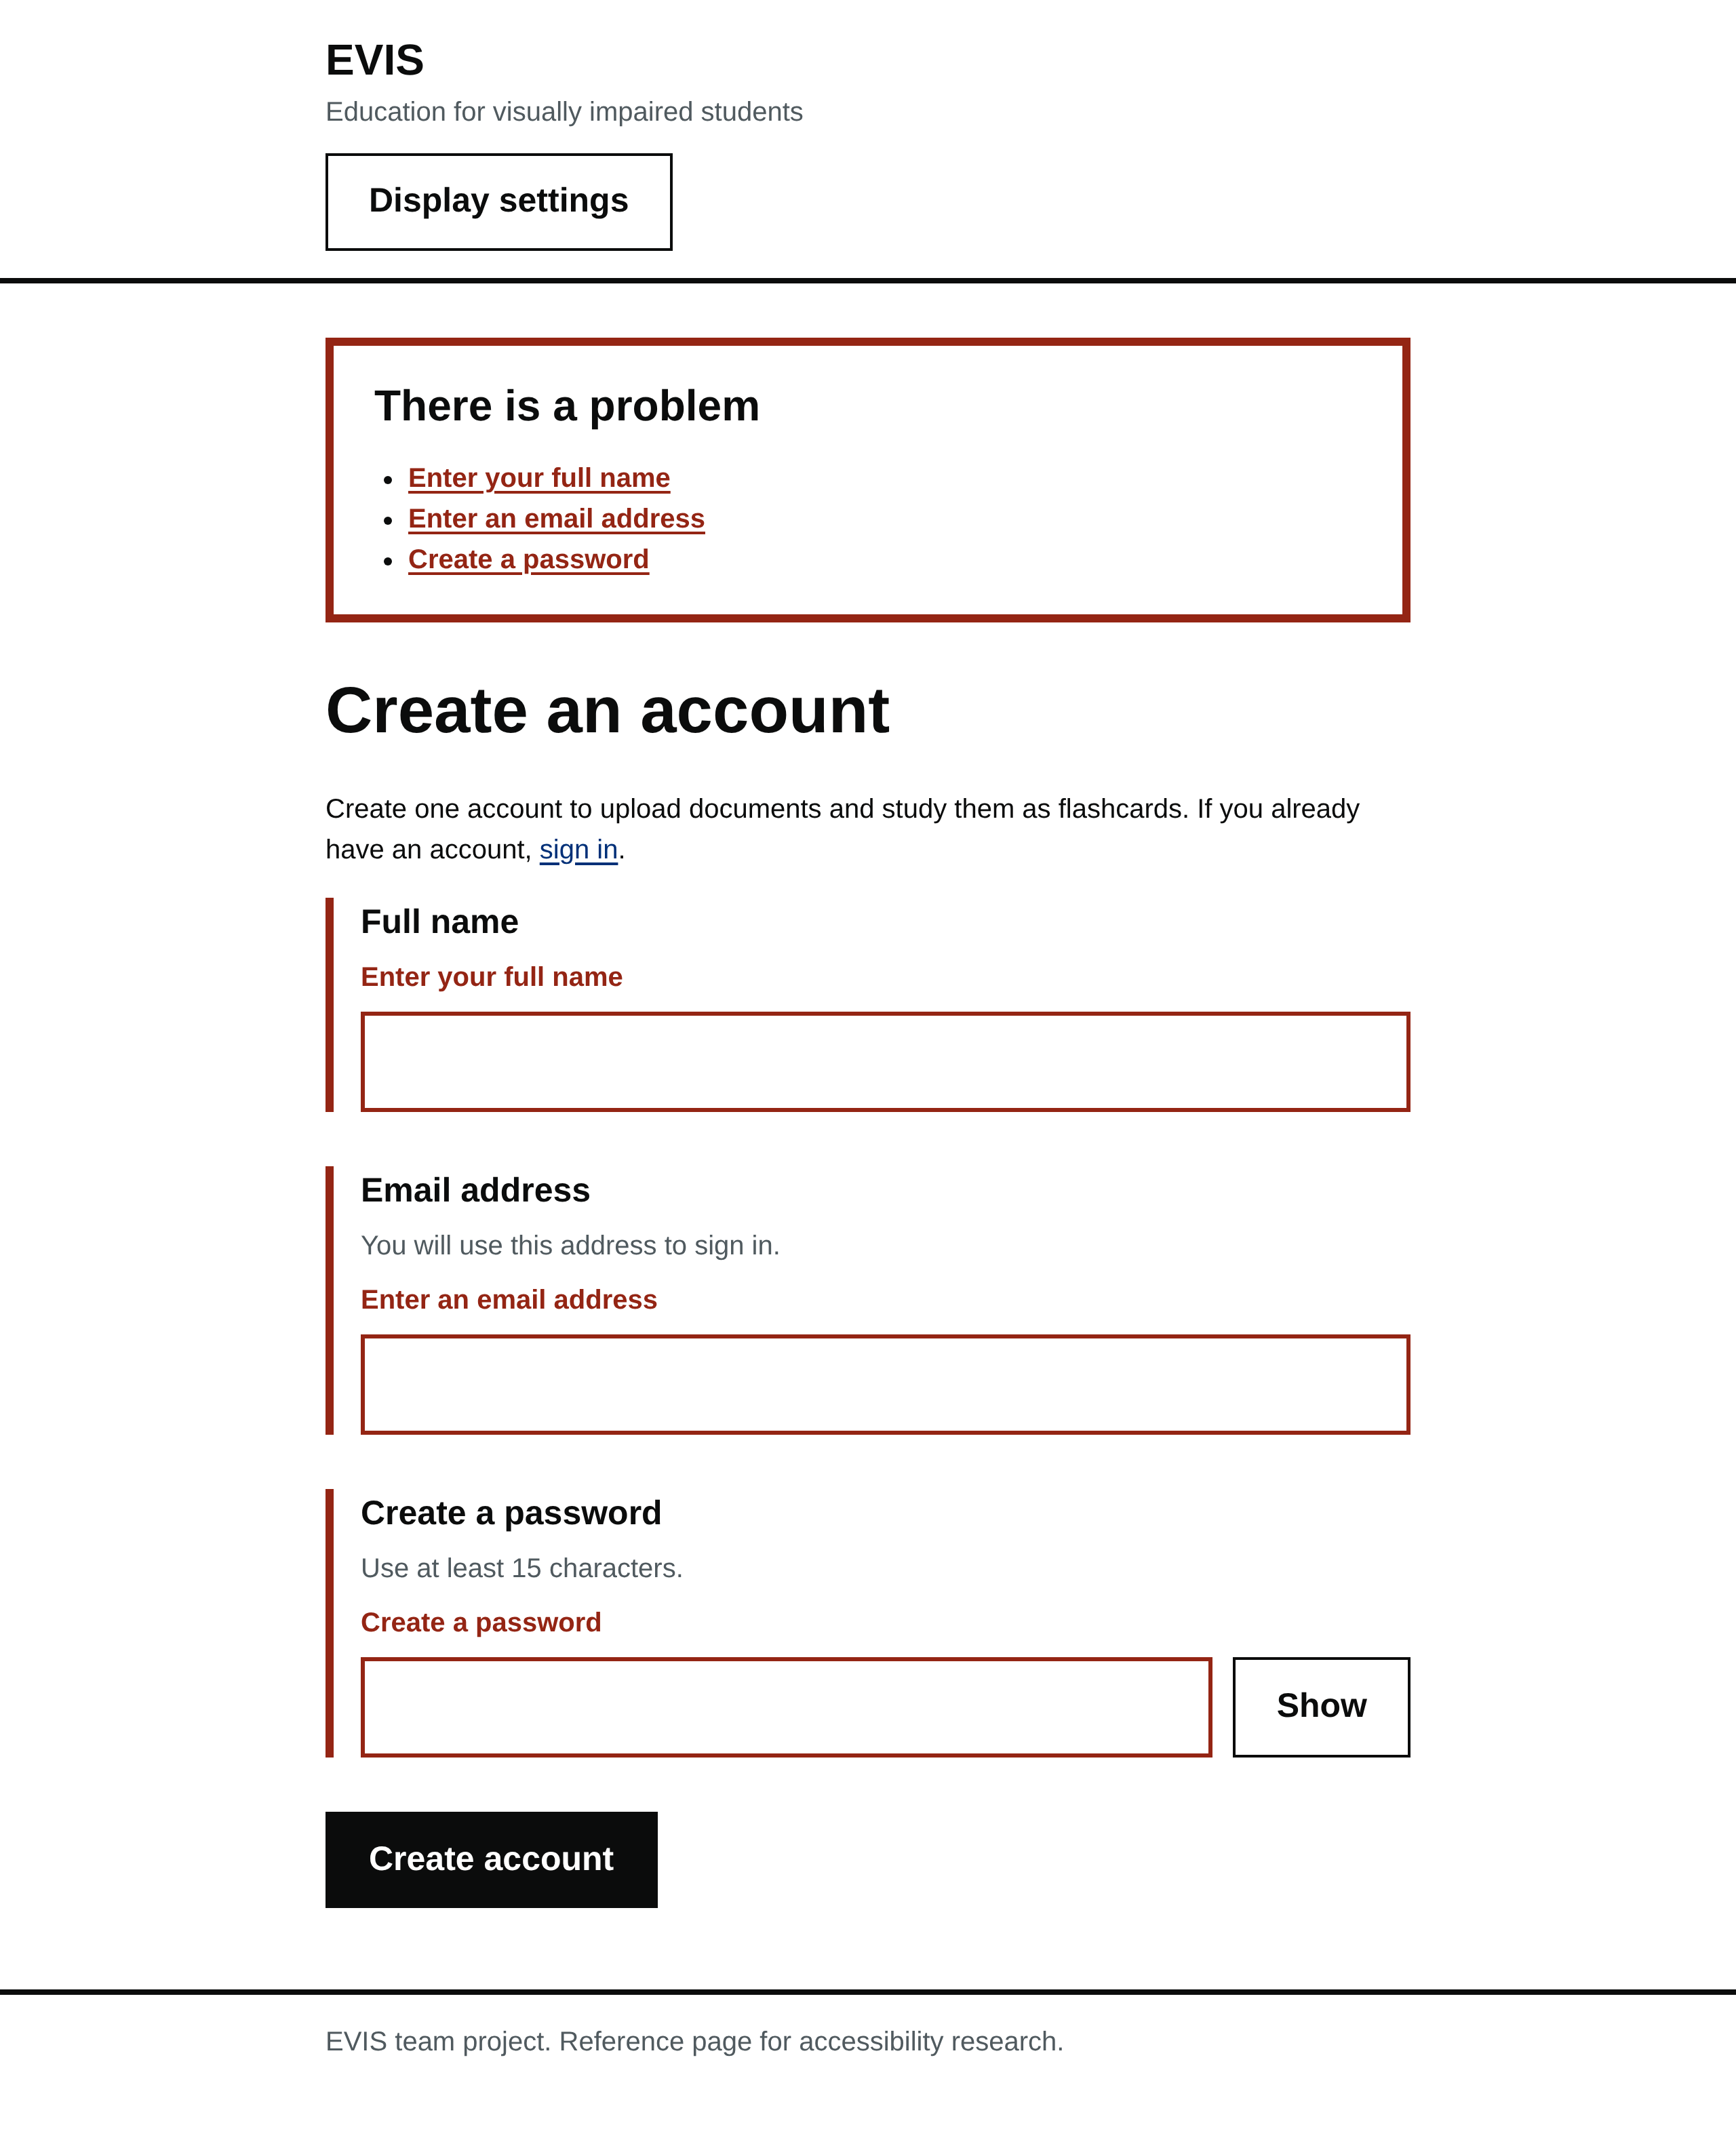 EVIS
Education for visually impaired students
Display settings
There is a problem
Enter your full name
Enter an email address
Create a password
Create an account
Create one account to upload documents and study them as flashcards. If you already
have an account, sign in.
Full name
Enter your full name
Email address
You will use this address to sign in.
Enter an email address
Create a password
Use at least 15 characters.
Create a password
Show
Create account
EVIS team project. Reference page for accessibility research.